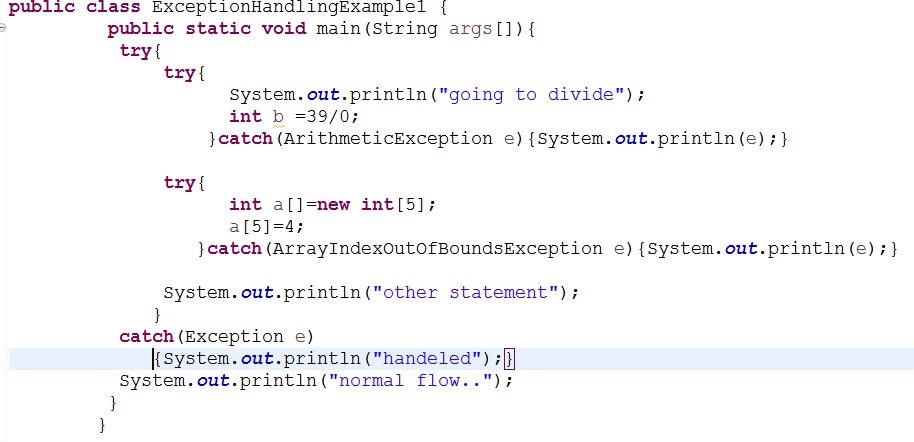 public class ExceptionHandlingExample1 {
public static void main(String args[]){
try{
try{
System.out.println("going to divide");
int b =39/0;
}catch(ArithmeticException e){System.out.println(e);}
try{
int a[]=new int[5];
a[5]=4;
}catch(ArrayIndexOutOfBoundsException e){System.out.println(e);}
System.out.println("other statement");
}
catch(Exception e)
{System.out.println("handeled");}
System.out.println("normal flow..");
}
}